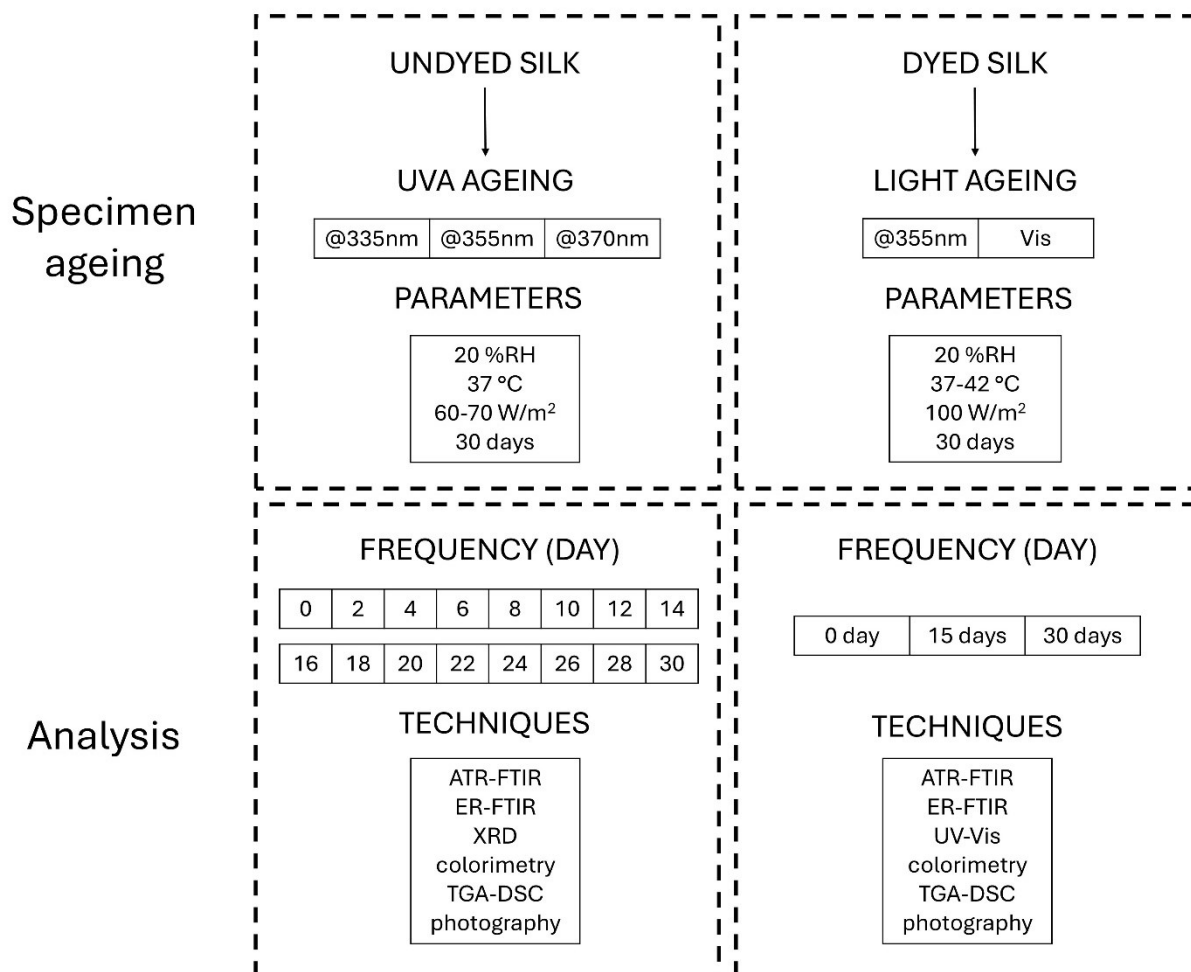 Specimen
ageing
UNDYED SILK
UVA AGEING
@335nm @355nm @370nm
PARAMETERS
20 %RH
37 °C
60-70 W/m²
30 days
DYED SILK
LIGHT AGEING
@355nm Vis
PARAMETERS
20 %RH
37-42 °C
100 W/m²
30 days
Analysis
FREQUENCY (DAY)
0 2 4 6 8 10 12 14
16 18 20 22 24 26 28 30
TECHNIQUES
ATR-FTIR
ER-FTIR
XRD
colorimetry
TGA-DSC
photography
FREQUENCY (DAY)
0 day 15 days 30 days
TECHNIQUES
ATR-FTIR
ER-FTIR
UV-Vis
colorimetry
TGA-DSC
photography